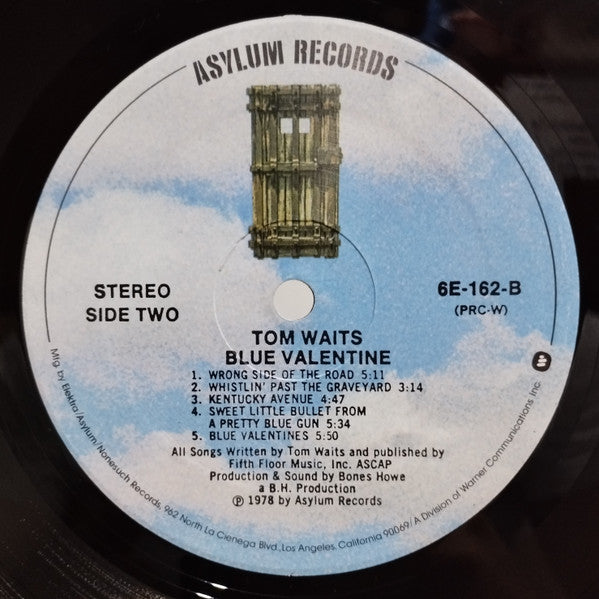 ASYLUM RECORDS
STEREO
SIDE TWO
6E-162-B
(PRC-W)
TOM WAITS
BLUE VALENTINE
1. WRONG SIDE OF THE ROAD 5:11
2. WHISTLIN' PAST THE GRAVEYARD 3:14
3. KENTUCKY AVENUE 4:47
4. SWEET LITTLE BULLET FROM
A PRETTY BLUE GUN 5:34
5. BLUE VALENTINES 5:50
All Songs Written by Tom Waits and published by
Fifth Floor Music, Inc. ASCAP
Production & Sound by Bones Howe
a B.H. Production
℗ 1978 by Asylum Records
Mfg. by Elektra/Asylum/Nonesuch Records, 962 North La Cienega Blvd., Los Angeles, California 90069/A Division of Warner Communications Inc.